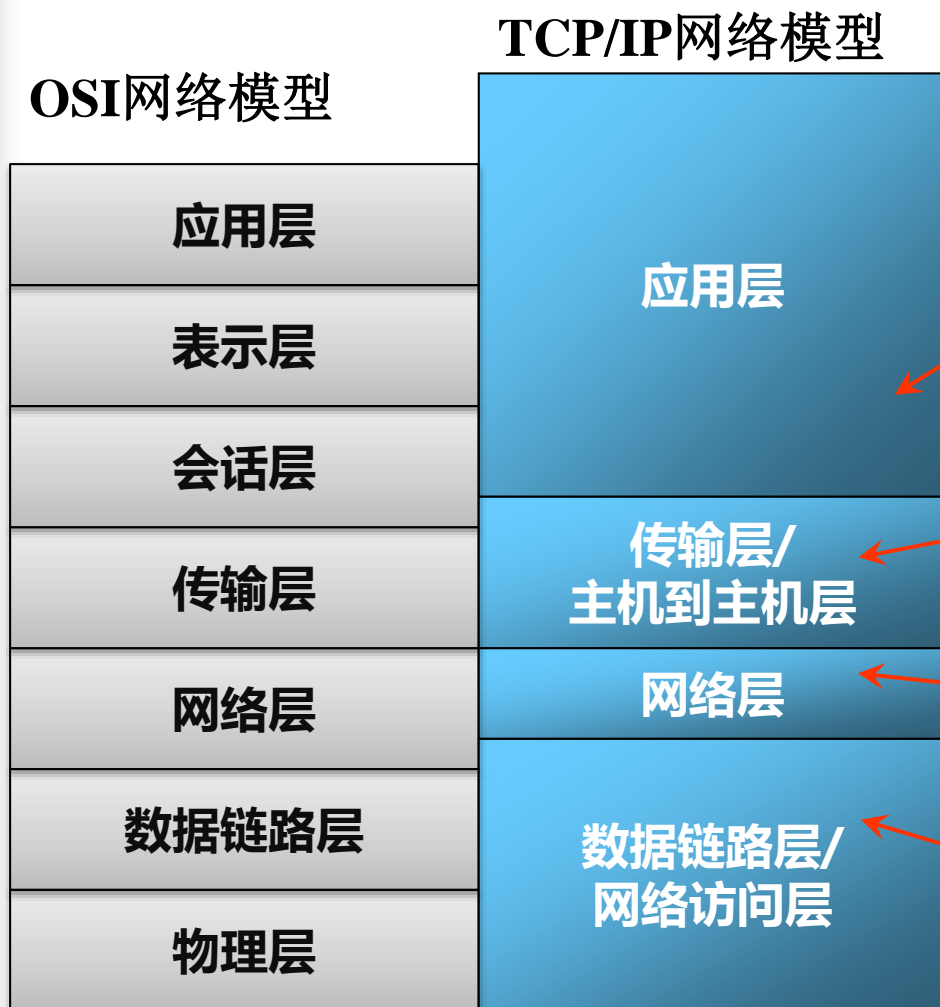 TCP/IP网络模型
OSI网络模型
应用层
表示层
会话层
传输层
网络层
数据链路层
物理层
应用层
传输层/
主机到主机层
网络层
数据链路层/
网络访问层